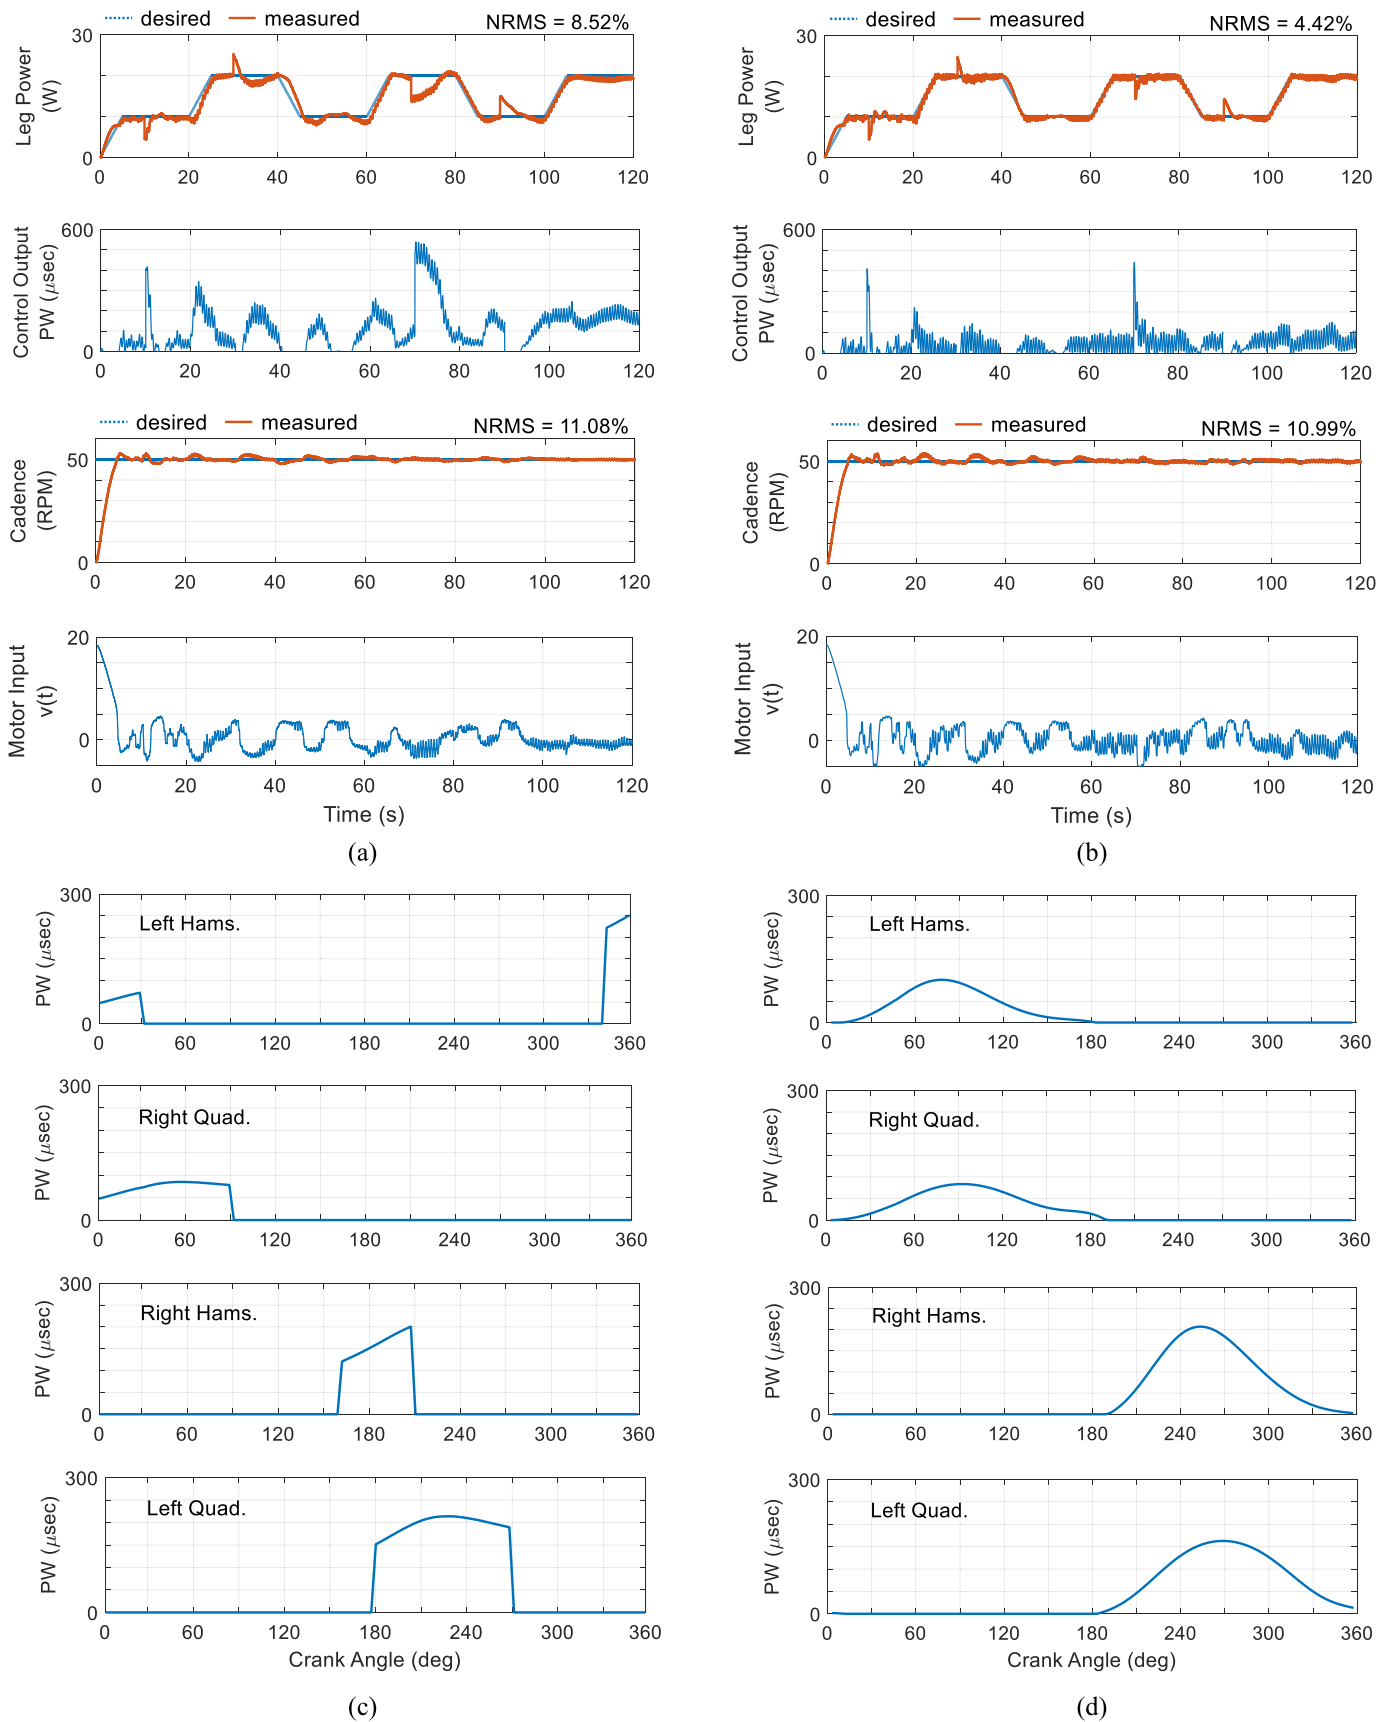 desired measured NRMS = 8.52%
Leg Power
(W)
30
0
0 20 40 60 80 100 120
Control Output
PW (μsec)
600
0
0 20 40 60 80 100 120
desired measured NRMS = 11.08%
Cadence
(RPM)
50
0
0 20 40 60 80 100 120
Motor Input
v(t)
20
0
0 20 40 60 80 100 120
Time (s)
(a)
desired measured NRMS = 4.42%
Leg Power
(W)
30
0
0 20 40 60 80 100 120
Control Output
PW (μsec)
600
0
0 20 40 60 80 100 120
desired measured NRMS = 10.99%
Cadence
(RPM)
50
0
0 20 40 60 80 100 120
Motor Input
v(t)
20
0
0 20 40 60 80 100 120
Time (s)
(b)
PW (μsec)
300
Left Hams.
0
0 60 120 180 240 300 360
PW (μsec)
300
Right Quad.
0
0 60 120 180 240 300 360
PW (μsec)
300
Right Hams.
0
0 60 120 180 240 300 360
PW (μsec)
300
Left Quad.
0
0 60 120 180 240 300 360
Crank Angle (deg)
(c)
PW (μsec)
300
Left Hams.
0
0 60 120 180 240 300 360
PW (μsec)
300
Right Quad.
0
0 60 120 180 240 300 360
PW (μsec)
300
Right Hams.
0
0 60 120 180 240 300 360
PW (μsec)
300
Left Quad.
0
0 60 120 180 240 300 360
Crank Angle (deg)
(d)